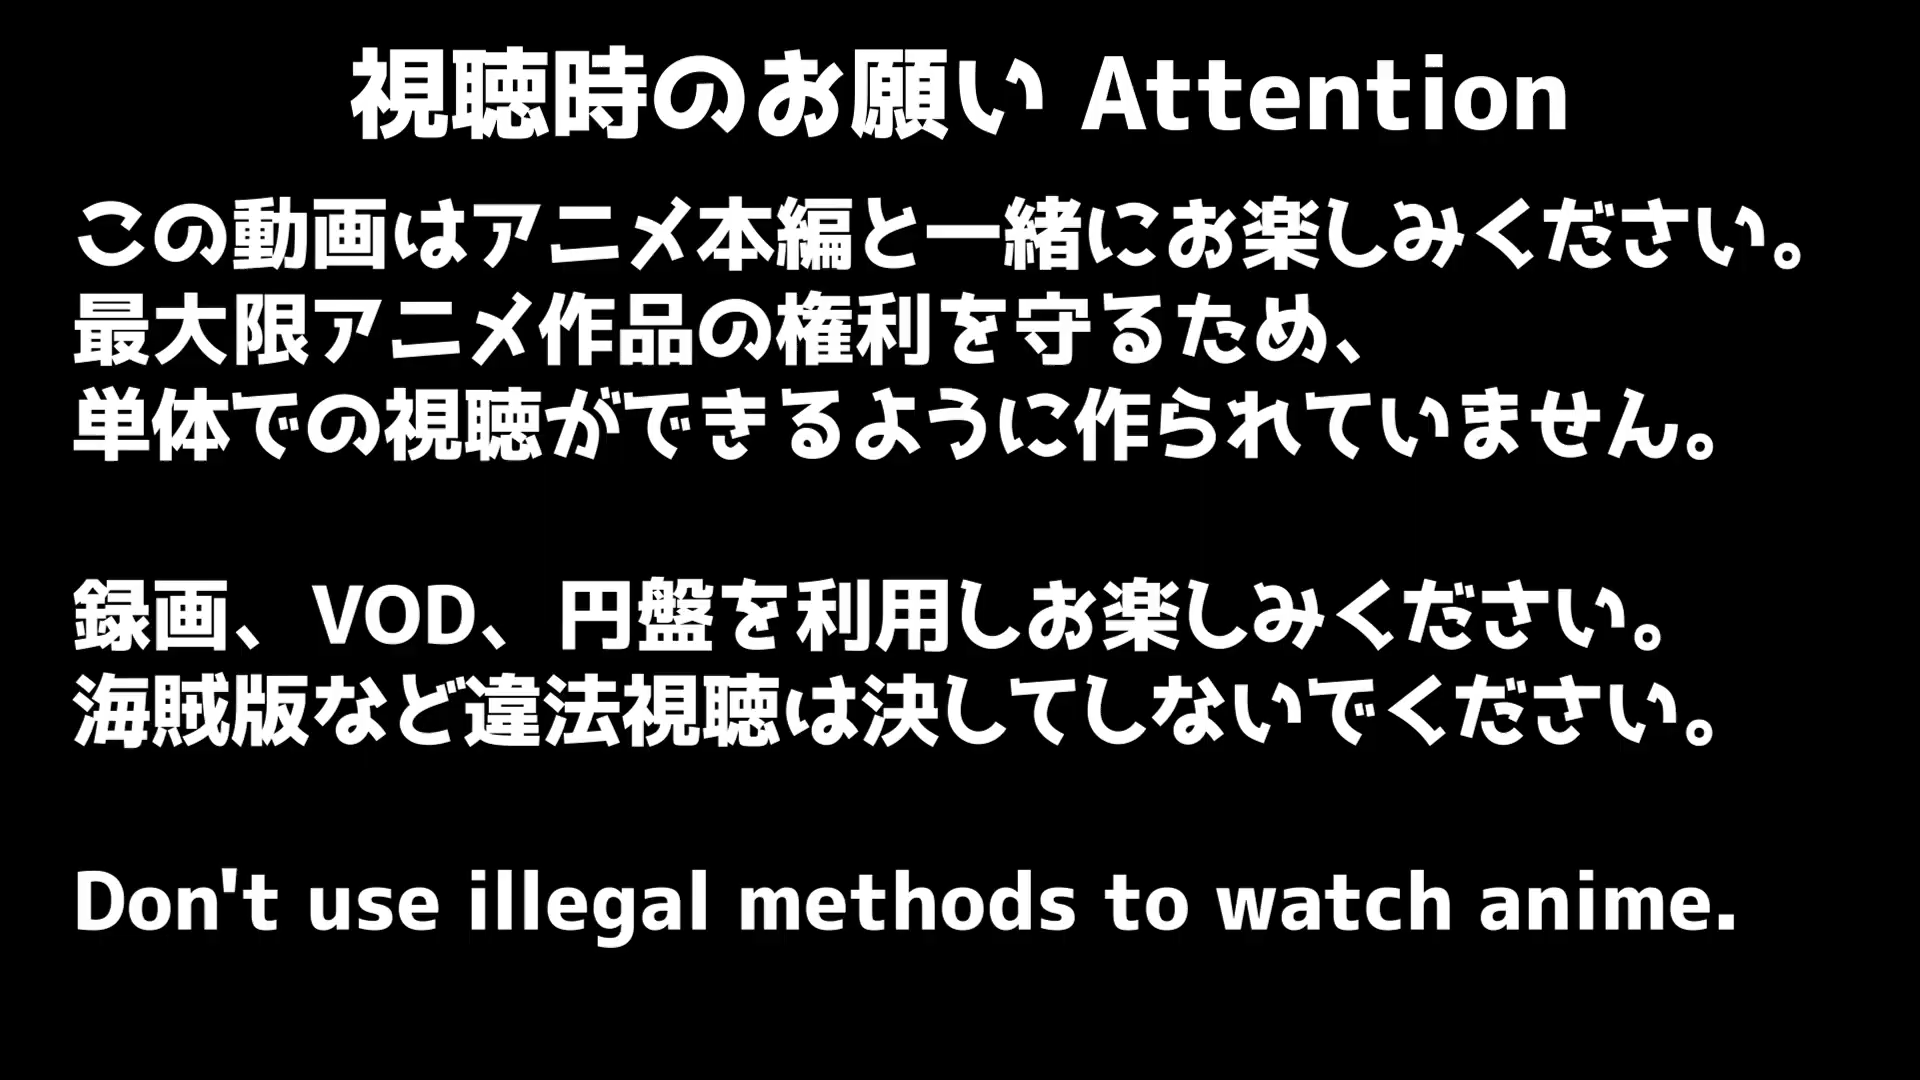 視聴時のお願い Attention
この動画はアニメ本編と一緒にお楽しみください。
最大限アニメ作品の権利を守るため、
単体での視聴ができるように作られていません。
録画、VOD、円盤を利用しお楽しみください。
海賊版など違法視聴は決してしないでください。
Don't use illegal methods to watch anime.